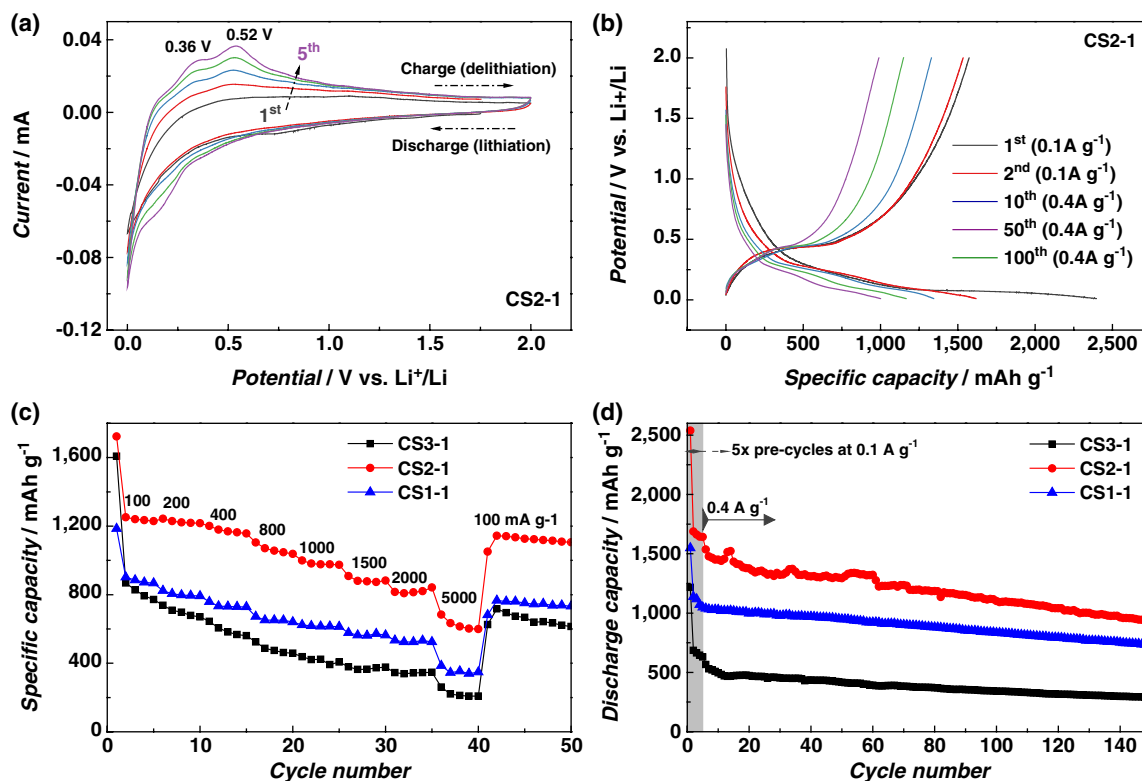 (a)
0.04
0.00
-0.04
-0.08
-0.12
Current / mA
0.36 V
0.52 V
5th
1st
Charge (delithiation)
Discharge (lithiation)
CS2-1
0.0
0.5
1.0
1.5
2.0
Potential / V vs. Li+/Li
(b)
CS2-1
2.0
1.5
1.0
0.5
0.0
Potential / V vs. Li+/Li
1st (0.1A g-1)
2nd (0.1A g-1)
10th (0.4A g-1)
50th (0.4A g-1)
100th (0.4A g-1)
0
500
1,000
1,500
2,000
2,500
Specific capacity / mAh g-1
(c)
1,600
1,200
800
400
0
Specific capacity / mAh g-1
CS3-1
CS2-1
CS1-1
100
200
400
800
1000
1500
2000
5000
100 mA g-1
0
10
20
30
40
50
Cycle number
(d)
2,500
2,000
1,500
1,000
500
0
Discharge capacity / mAh g-1
5x pre-cycles at 0.1 A g-1
0.4 A g-1
CS3-1
CS2-1
CS1-1
0
20
40
60
80
100
120
140
Cycle number